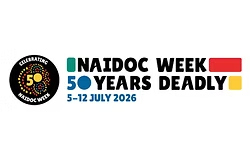 CELEBRATING
50
NAIDOC WEEK
NAIDOC WEEK
50 YEARS DEADLY
5-12 JULY 2026